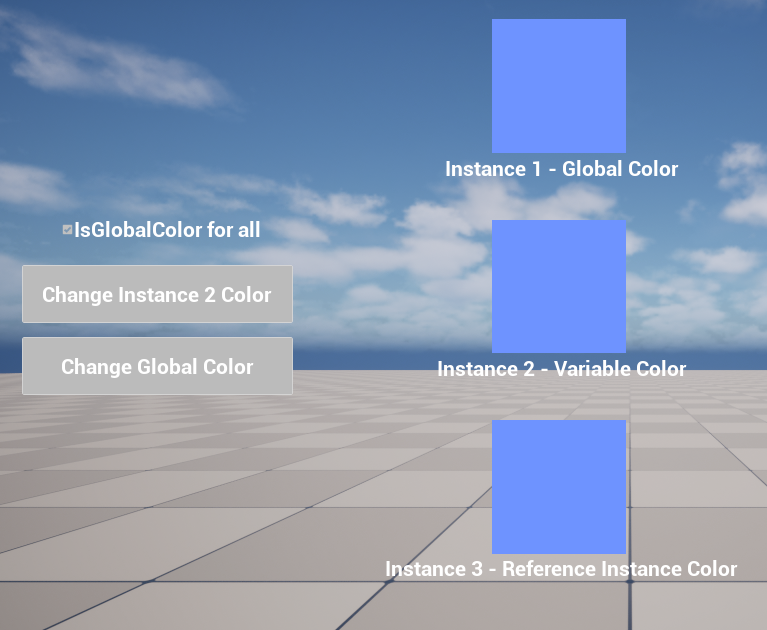 Instance 1 - Global Color
IsGlobalColor for all
Change Instance 2 Color
Change Global Color
Instance 2 - Variable Color
Instance 3 - Reference Instance Color